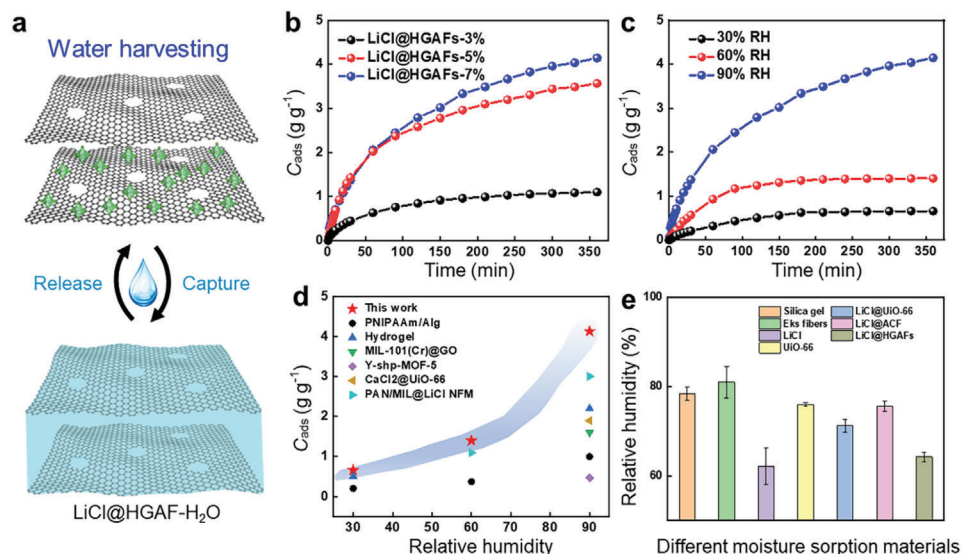 a
Water harvesting
Release
Capture
LiCl@HGAF-H₂O
b
5
4
3
2
1
0
C_ads (g g⁻¹)
LiCl@HGAFs-3%
LiCl@HGAFs-5%
LiCl@HGAFs-7%
0 50 100 150 200 250 300 350
Time (min)
c
5
4
3
2
1
0
C_ads (g g⁻¹)
30% RH
60% RH
90% RH
0 50 100 150 200 250 300 350
Time (min)
d
5
4
3
2
1
0
C_ads (g g⁻¹)
This work
PNIPAAm/Alg
Hydrogel
MIL-101(Cr)@GO
Y-shp-MOF-5
CaCl2@UiO-66
PAN/MIL@LiCl NFM
30 40 50 60 70 80 90
Relative humidity
e
100
80
60
Relative humidity (%)
Silica gel
Eks fibers
LiCl
UiO-66
LiCl@UiO-66
LiCl@ACF
LiCl@HGAFs
Different moisture sorption materials